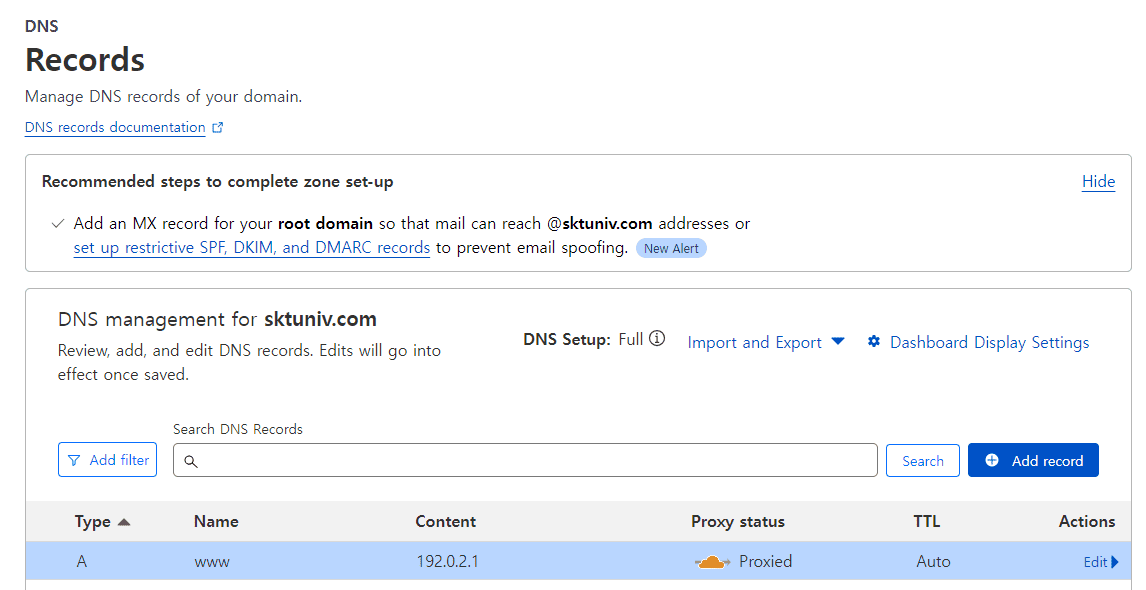 DNS
Records
Manage DNS records of your domain.
DNS records documentation
Recommended steps to complete zone set-up
Hide
Add an MX record for your root domain so that mail can reach @sktuniv.com addresses or
set up restrictive SPF, DKIM, and DMARC records to prevent email spoofing. New Alert
DNS management for sktuniv.com
Review, add, and edit DNS records. Edits will go into
effect once saved.
DNS Setup: Full
Import and Export
Dashboard Display Settings
Search DNS Records
Add filter
Search
Add record
Type Name Content Proxy status TTL Actions
A www 192.0.2.1 Proxied Auto Edit